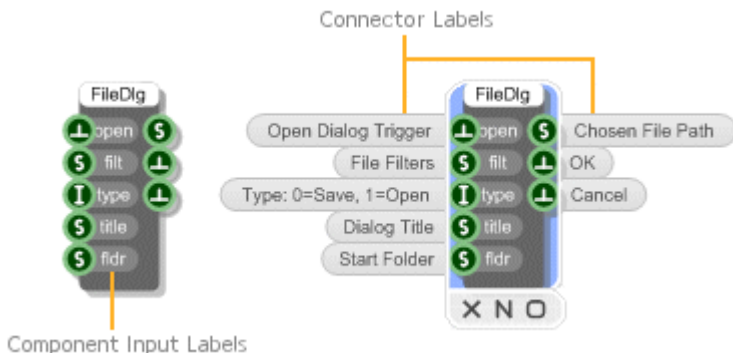 Connector Labels
FileDlg
open
filt
type
title
fldr
Component Input Labels
FileDlg
Open Dialog Trigger open Chosen File Path
File Filters filt OK
Type: 0=Save, 1=Open type Cancel
Dialog Title title
Start Folder fldr
X N O